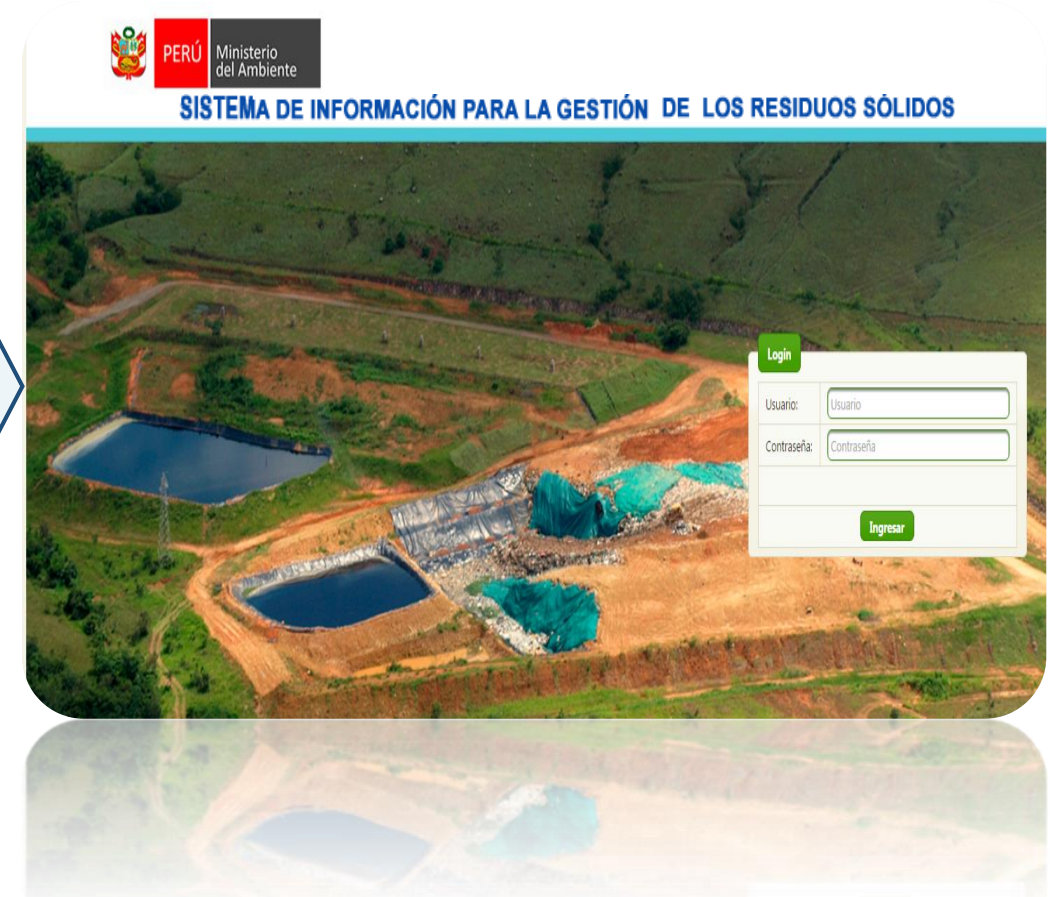 PERÚ
Ministerio
del Ambiente
SISTEMA DE INFORMACIÓN PARA LA GESTIÓN DE LOS RESIDUOS SÓLIDOS
Login
Usuario:
Usuario
Contraseña:
Contraseña
Ingresar